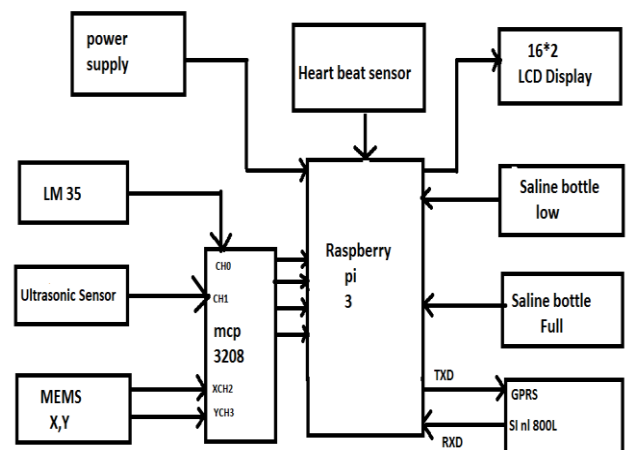 power
supply
Heart beat sensor
16*2
LCD Display
LM 35
Saline bottle
low
CH0
Raspberry
pi
3
Ultrasonic Sensor
CH1
mcp
3208
Saline bottle
Full
MEMS
X,Y
XCH2
YCH3
TXD
GPRS
SI nl 800L
RXD